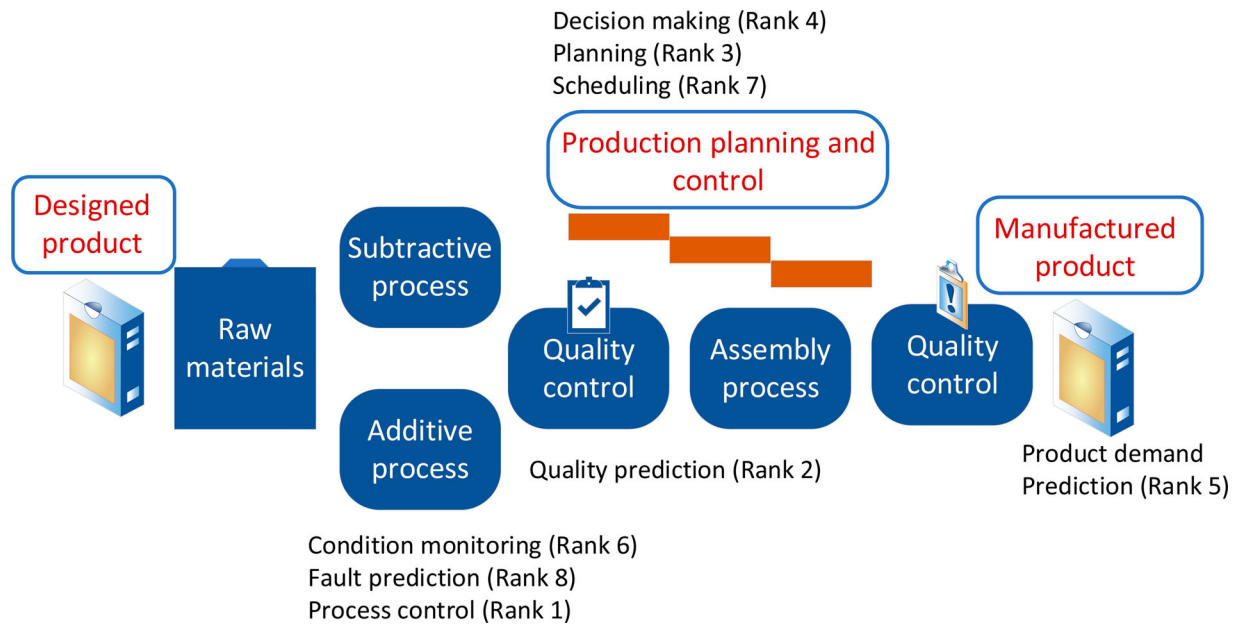 Decision making (Rank 4)
Planning (Rank 3)
Scheduling (Rank 7)
Production planning and
control
Designed
product
Manufactured
product
Subtractive
process
Raw
materials
Quality
control
Assembly
process
Quality
control
Additive
process
Quality prediction (Rank 2)
Product demand
Prediction (Rank 5)
Condition monitoring (Rank 6)
Fault prediction (Rank 8)
Process control (Rank 1)